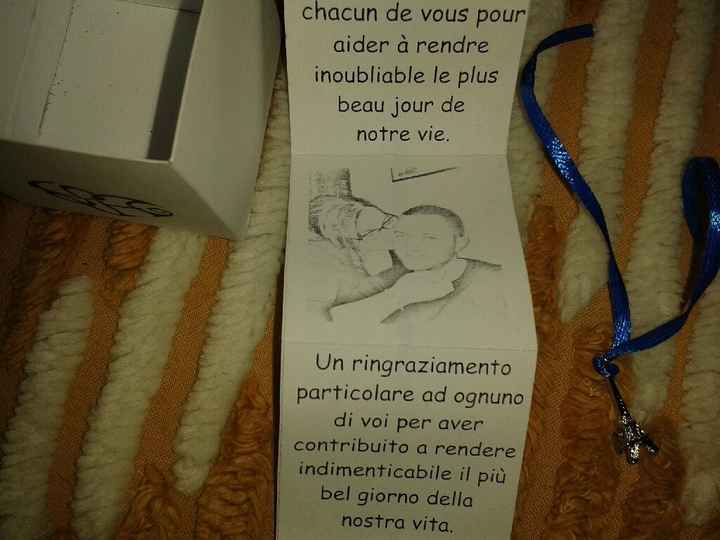 chacun de vous pour
aider à rendre
inoubliable le plus
beau jour de
notre vie.
Un ringraziamento
particolare ad ognuno
di voi per aver
contribuito a rendere
indimenticabile il più
bel giorno della
nostra vita.